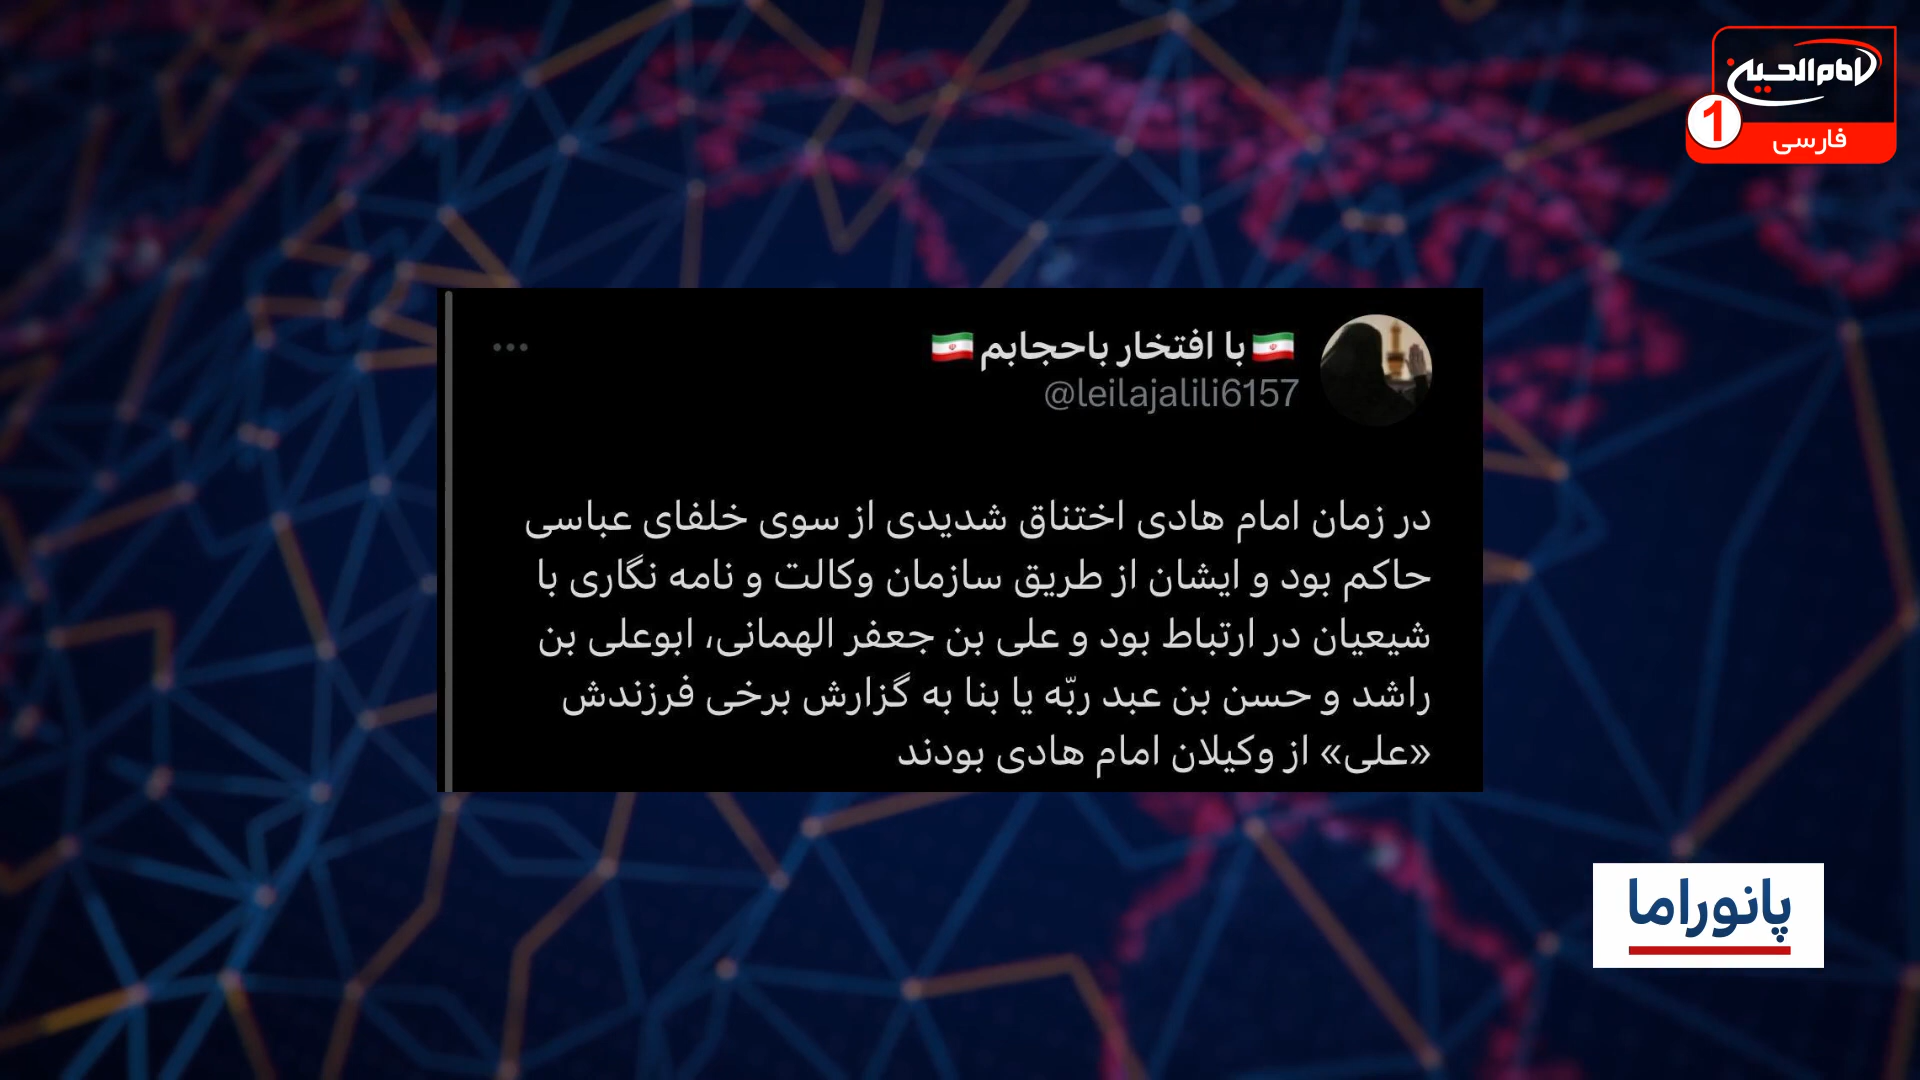 امام الحسین
1
فارسی
🇮🇷با افتخار باحجابم🇮🇷
@leilajalili6157
در زمان امام هادی اختناق شدیدی از سوی خلفای عباسی
حاکم بود و ایشان از طریق سازمان وکالت و نامه نگاری با
شیعیان در ارتباط بود و علی بن جعفر الهمانی، ابوعلی بن
راشد و حسن بن عبد ربّه یا بنا به گزارش برخی فرزندش
«علی» از وکیلان امام هادی بودند
پانوراما